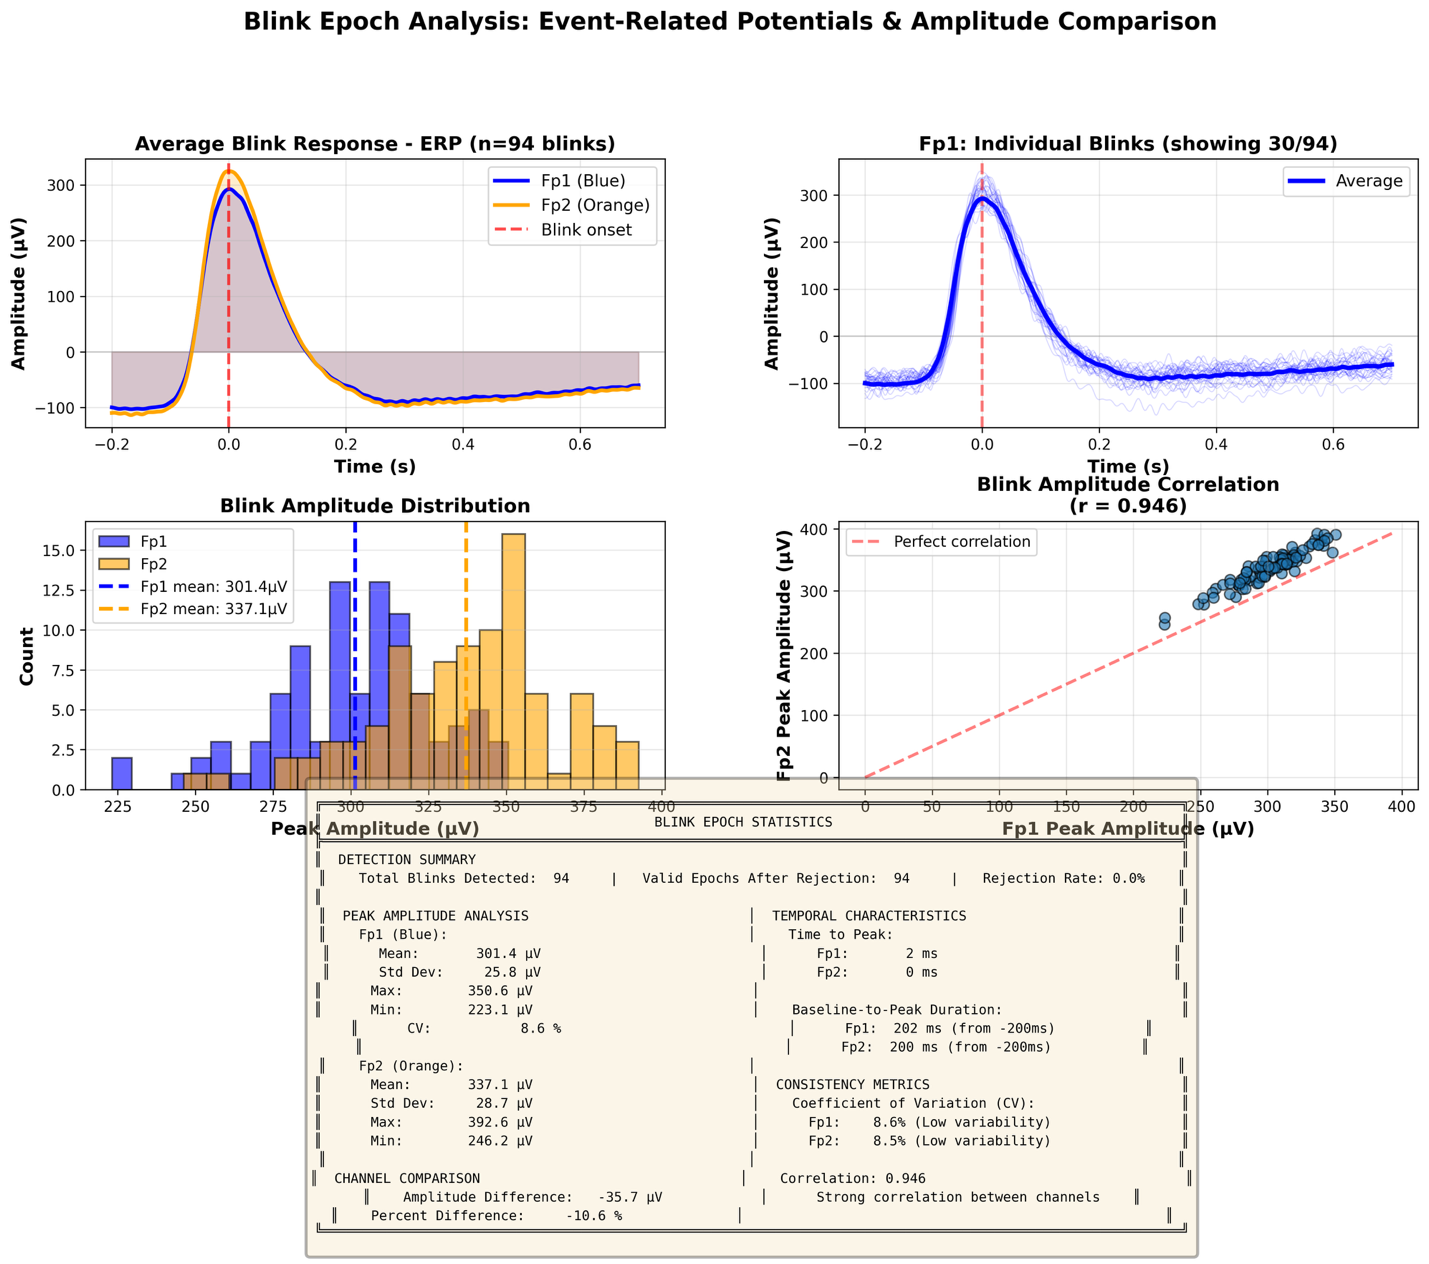 Blink Epoch Analysis: Event-Related Potentials & Amplitude Comparison
Average Blink Response - ERP (n=94 blinks)
Amplitude (µV)
300
200
100
0
−100
−0.2
0.0
0.2
0.4
0.6
Time (s)
Fp1 (Blue)
Fp2 (Orange)
Blink onset
Fp1: Individual Blinks (showing 30/94)
Amplitude (µV)
300
200
100
0
−100
−0.2
0.0
0.2
0.4
0.6
Time (s)
Average
Blink Amplitude Distribution
Count
15.0
12.5
10.0
7.5
5.0
2.5
0.0
225
250
275
300
325
350
375
400
Peak Amplitude (µV)
Fp1
Fp2
Fp1 mean: 301.4µV
Fp2 mean: 337.1µV
Blink Amplitude Correlation
(r = 0.946)
Fp2 Peak Amplitude (µV)
400
300
200
100
0
0
50
100
150
200
250
300
350
400
Fp1 Peak Amplitude (µV)
Perfect correlation
BLINK EPOCH STATISTICS
DETECTION SUMMARY
Total Blinks Detected: 94 | Valid Epochs After Rejection: 94 | Rejection Rate: 0.0%
PEAK AMPLITUDE ANALYSIS
Fp1 (Blue):
Mean: 301.4 µV
Std Dev: 25.8 µV
Max: 350.6 µV
Min: 223.1 µV
CV: 8.6 %
Fp2 (Orange):
Mean: 337.1 µV
Std Dev: 28.7 µV
Max: 392.6 µV
Min: 246.2 µV
CHANNEL COMPARISON
Amplitude Difference: -35.7 µV
Percent Difference: -10.6 %
TEMPORAL CHARACTERISTICS
Time to Peak:
Fp1: 2 ms
Fp2: 0 ms
Baseline-to-Peak Duration:
Fp1: 202 ms (from -200ms)
Fp2: 200 ms (from -200ms)
CONSISTENCY METRICS
Coefficient of Variation (CV):
Fp1: 8.6% (Low variability)
Fp2: 8.5% (Low variability)
Correlation: 0.946
Strong correlation between channels